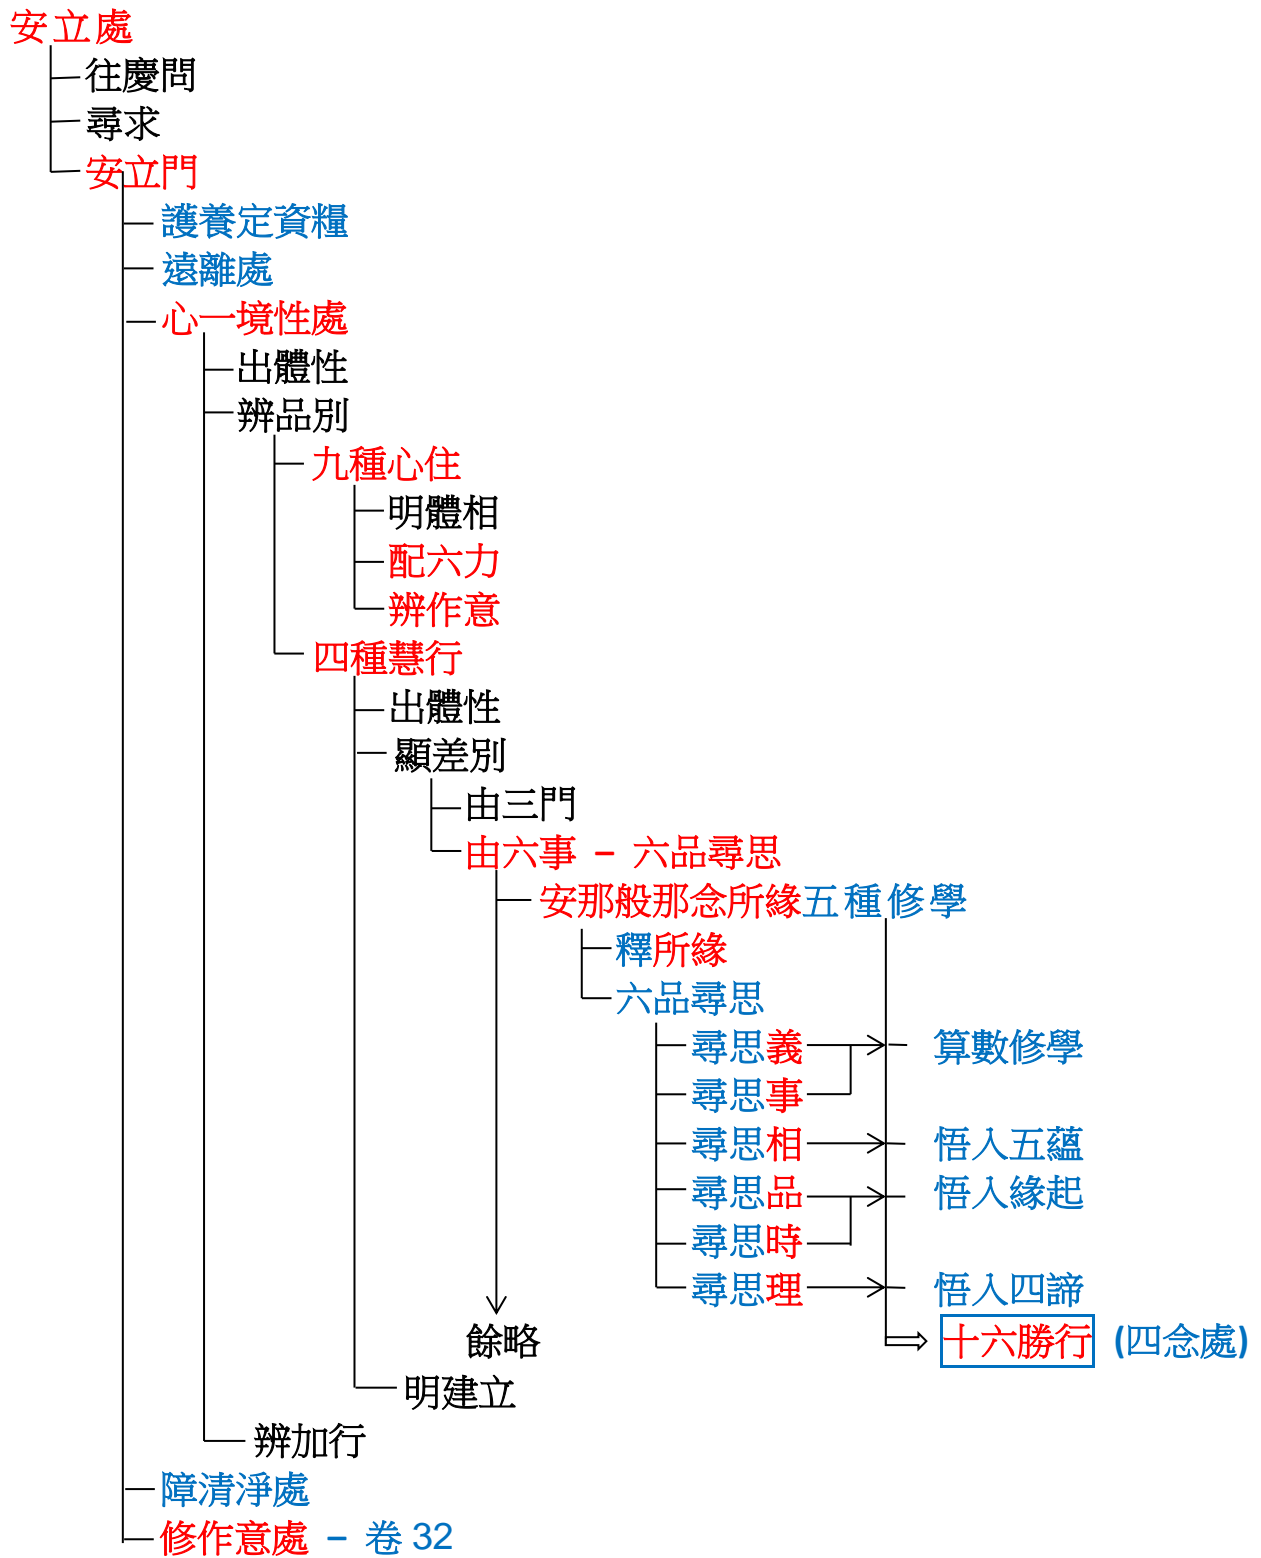 安立處
往慶問
尋求
安立門
護養定資糧
遠離處
心一境性處
出體性
辨品別
九種心住
明體相
配六力
辨作意
四種慧行
出體性
顯差別
由三門
由六事 – 六品尋思
安那般那念所緣五種修學
釋所緣
六品尋思
尋思義 算數修學
尋思事
尋思相 悟入五蘊
尋思品 悟入緣起
尋思時
尋思理 悟入四諦
餘略 十六勝行 (四念處)
明建立
辨加行
障清淨處
修作意處 – 卷 32